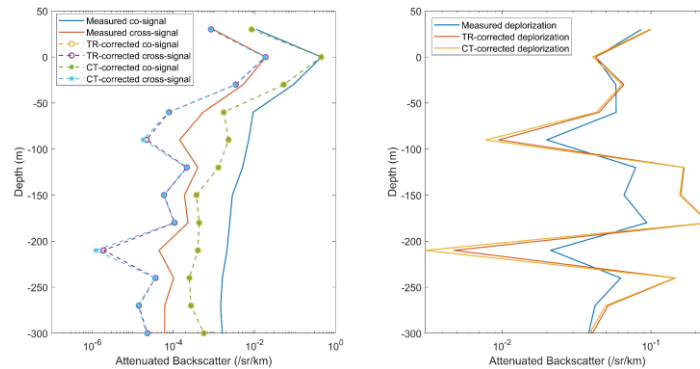 Measured co-signal
Measured cross-signal
TR-corrected co-signal
TR-corrected cross-signal
CT-corrected co-signal
CT-corrected cross-signal
50
0
-50
-100
-150
-200
-250
-300
Depth (m)
10-6
10-4
10-2
100
Attenuated Backscatter (/sr/km)
Measured deplorization
TR-corrected deplorization
CT-corrected deplorization
50
0
-50
-100
-150
-200
-250
-300
Depth (m)
10-2
10-1
Attenuated Backscatter (/sr/km)